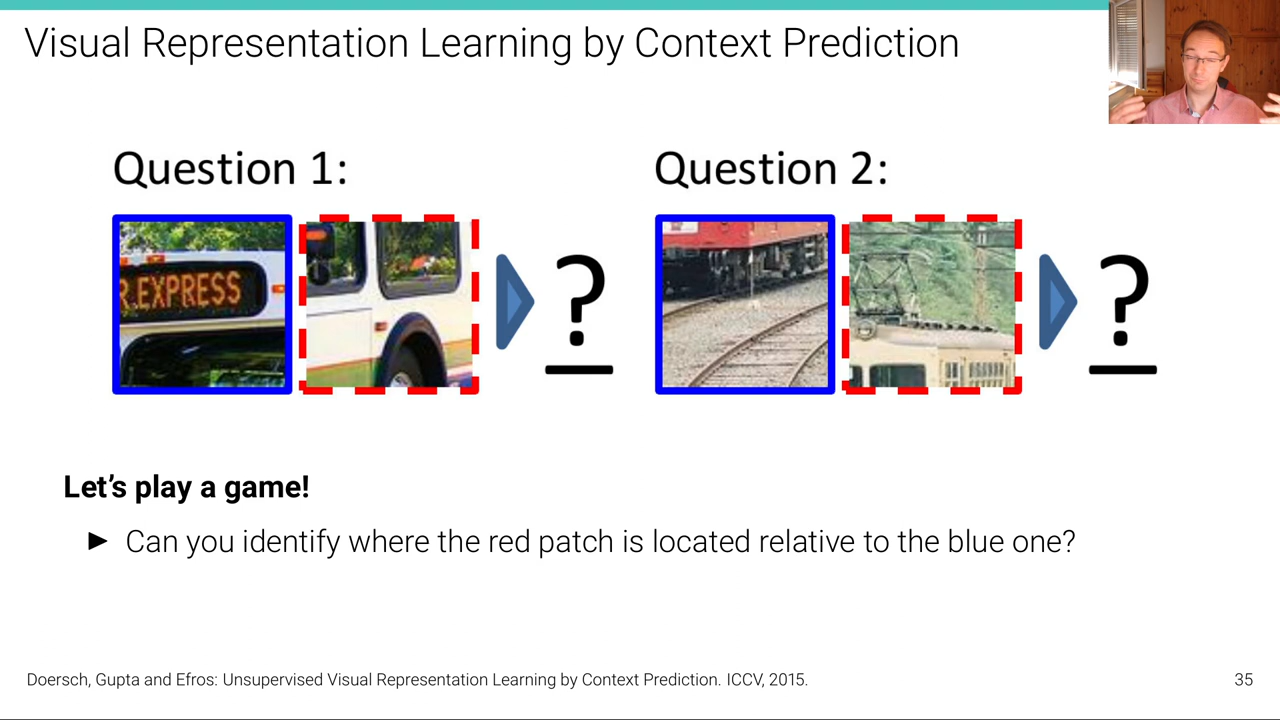 Visual Representation Learning by Context Prediction
Question 1:
Question 2:
R.EXPRESS
?
?
Let's play a game!
► Can you identify where the red patch is located relative to the blue one?
Doersch, Gupta and Efros: Unsupervised Visual Representation Learning by Context Prediction. ICCV, 2015.
35